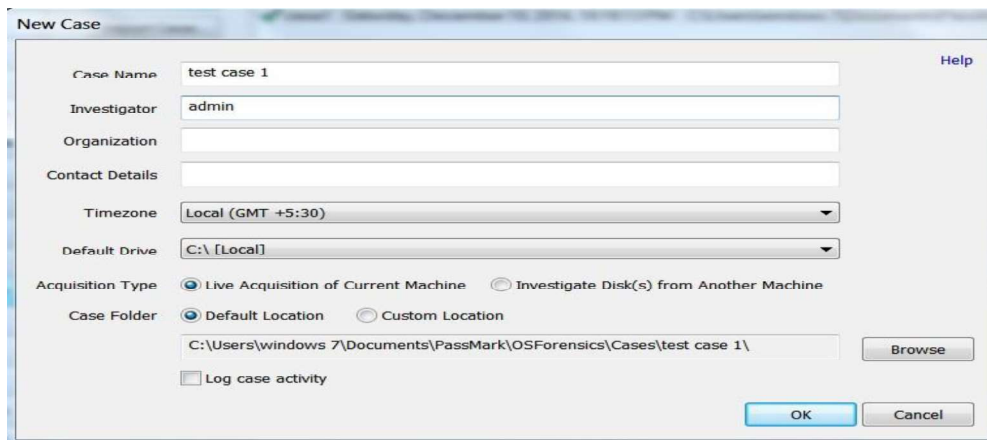 New Case
Help
Case Name test case 1
Investigator admin
Organization
Contact Details
Timezone Local (GMT +5:30)
Default Drive C:\ [Local]
Acquisition Type Live Acquisition of Current Machine Investigate Disk(s) from Another Machine
Case Folder Default Location Custom Location
C:\Users\windows 7\Documents\PassMark\OSForensics\Cases\test case 1\ Browse
Log case activity
OK Cancel